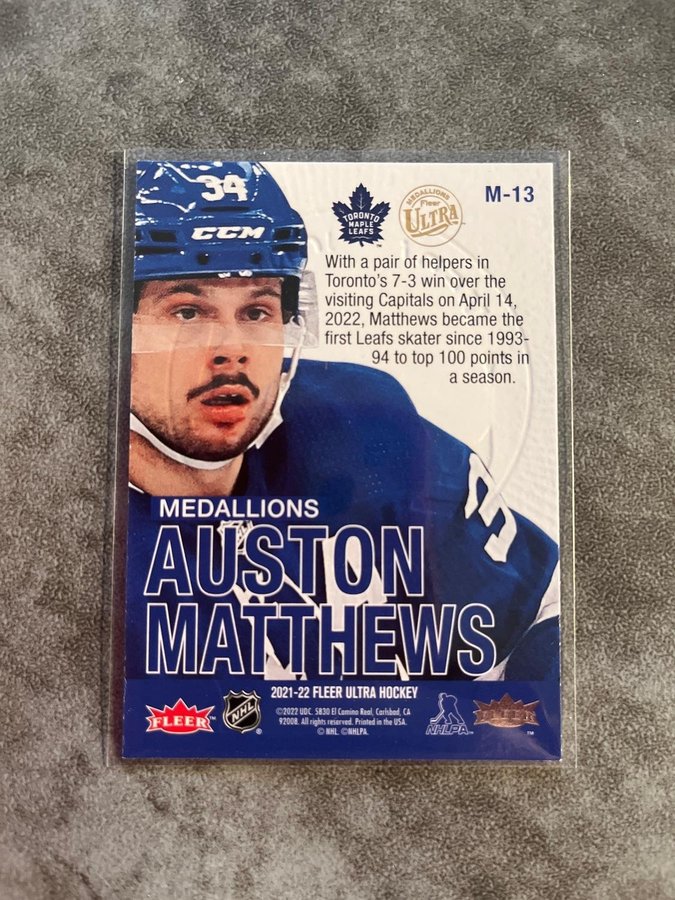 34
CCM
TORONTO
MAPLE
LEAFS
MEDALLIONS
Fleer
ULTRA
M-13
With a pair of helpers in
Toronto's 7-3 win over the
visiting Capitals on April 14,
2022, Matthews became the
first Leafs skater since 1993-
94 to top 100 points in
a season.
3
MEDALLIONS
AUSTON
MATTHEWS
2021-22 FLEER ULTRA HOCKEY
FLEER™
NHL
©2022 UDC. 5830 El Camino Real, Carlsbad, CA
92008. All rights reserved. Printed in the USA.
© NHL. ©NHLPA.
NHLPA
™